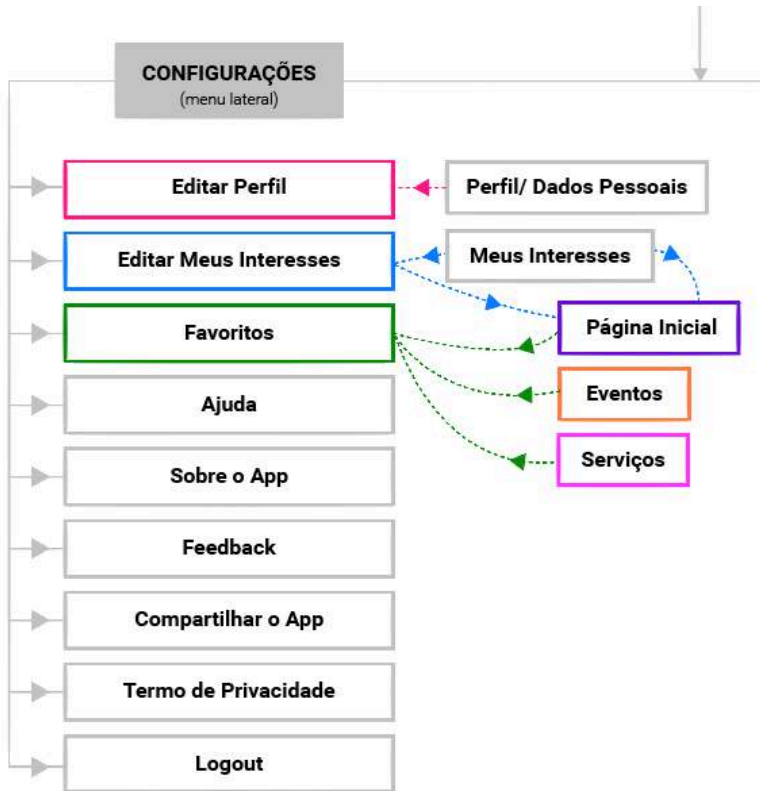 CONFIGURAÇÕES
(menu lateral)
Editar Perfil
Perfil/ Dados Pessoais
Editar Meus Interesses
Meus Interesses
Favoritos
Página Inicial
Ajuda
Eventos
Sobre o App
Serviços
Feedback
Compartilhar o App
Termo de Privacidade
Logout